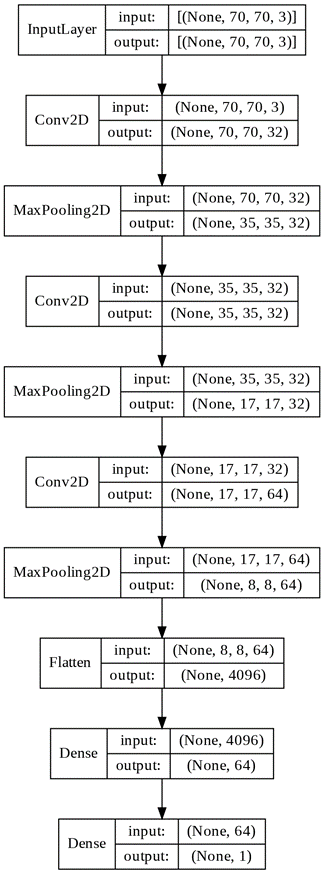 InputLayer
input: [(None, 70, 70, 3)]
output: [(None, 70, 70, 3)]
Conv2D
input: (None, 70, 70, 3)
output: (None, 70, 70, 32)
MaxPooling2D
input: (None, 70, 70, 32)
output: (None, 35, 35, 32)
Conv2D
input: (None, 35, 35, 32)
output: (None, 35, 35, 32)
MaxPooling2D
input: (None, 35, 35, 32)
output: (None, 17, 17, 32)
Conv2D
input: (None, 17, 17, 32)
output: (None, 17, 17, 64)
MaxPooling2D
input: (None, 17, 17, 64)
output: (None, 8, 8, 64)
Flatten
input: (None, 8, 8, 64)
output: (None, 4096)
Dense
input: (None, 4096)
output: (None, 64)
Dense
input: (None, 64)
output: (None, 1)